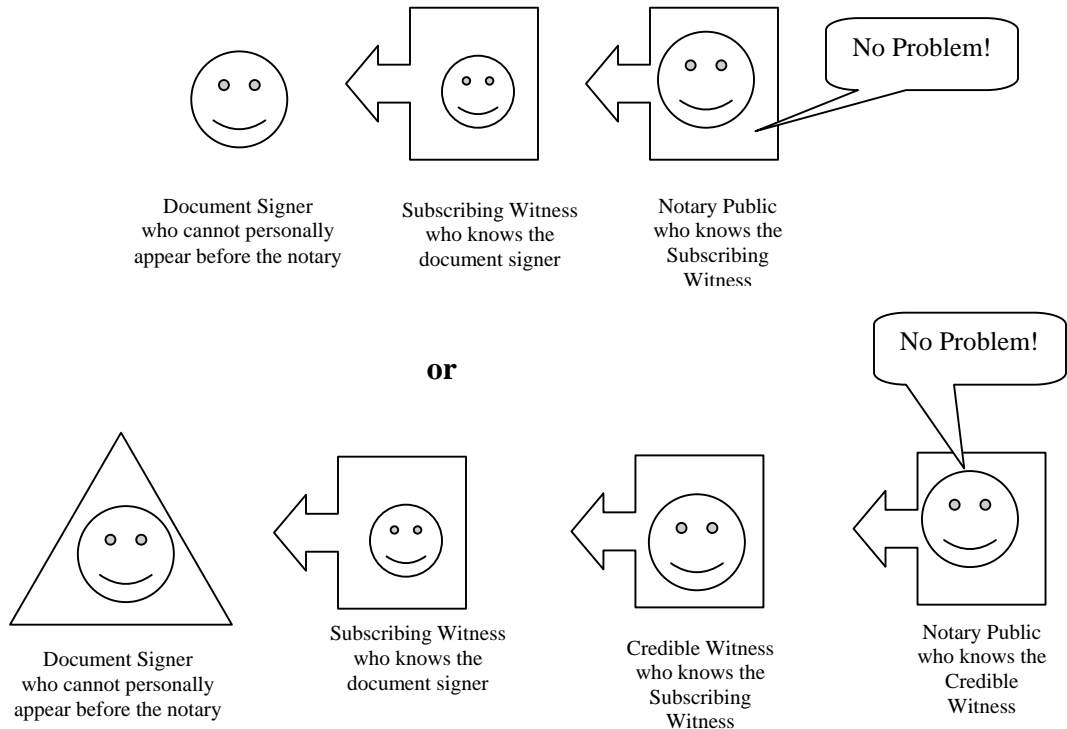 No Problem!
Document Signer
who cannot personally
appear before the notary
Subscribing Witness
who knows the
document signer
Notary Public
who knows the
Subscribing
Witness
or
No Problem!
Document Signer
who cannot personally
appear before the notary
Subscribing Witness
who knows the
document signer
Credible Witness
who knows the
Subscribing
Witness
Notary Public
who knows the
Credible
Witness